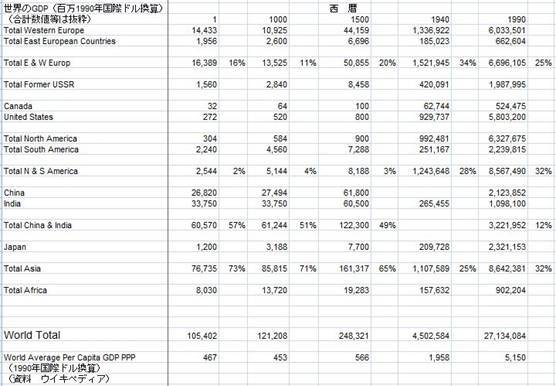 世界のGDP（百万1990年国際ドル換算）
（合計数値等は抜粋） 西 暦
1 1000 1500 1940 1990
Total Western Europe 14,433 10,925 44,159 1,336,922 6,033,501
Total East European Countries 1,956 2,600 6,696 185,023 662,604
Total E & W Europ 16,389 16% 13,525 11% 50,855 20% 1,521,945 34% 6,696,105 25%
Total Former USSR 1,560 2,840 8,458 420,091 1,987,995
Canada 32 64 100 62,744 524,475
United States 272 520 800 929,737 5,803,200
Total North America 304 584 900 992,481 6,327,675
Total South America 2,240 4,560 7,288 251,167 2,239,815
Total N & S America 2,544 2% 5,144 4% 8,188 3% 1,243,648 28% 8,567,490 32%
China 26,820 27,494 61,800 2,123,852
India 33,750 33,750 60,500 265,455 1,098,100
Total China & India 60,570 57% 61,244 51% 122,300 49% 3,221,952 12%
Japan 1,200 3,188 7,700 209,728 2,321,153
Total Asia 76,735 73% 85,815 71% 161,317 65% 1,107,589 25% 8,642,381 32%
Total Africa 8,030 13,720 19,283 157,632 902,204
World Total 105,402 121,208 248,321 4,502,584 27,134,084
World Average Per Capita GDP PPP 467 453 566 1,958 5,150
（1990年国際ドル換算）
（資料 ウイキペディア）